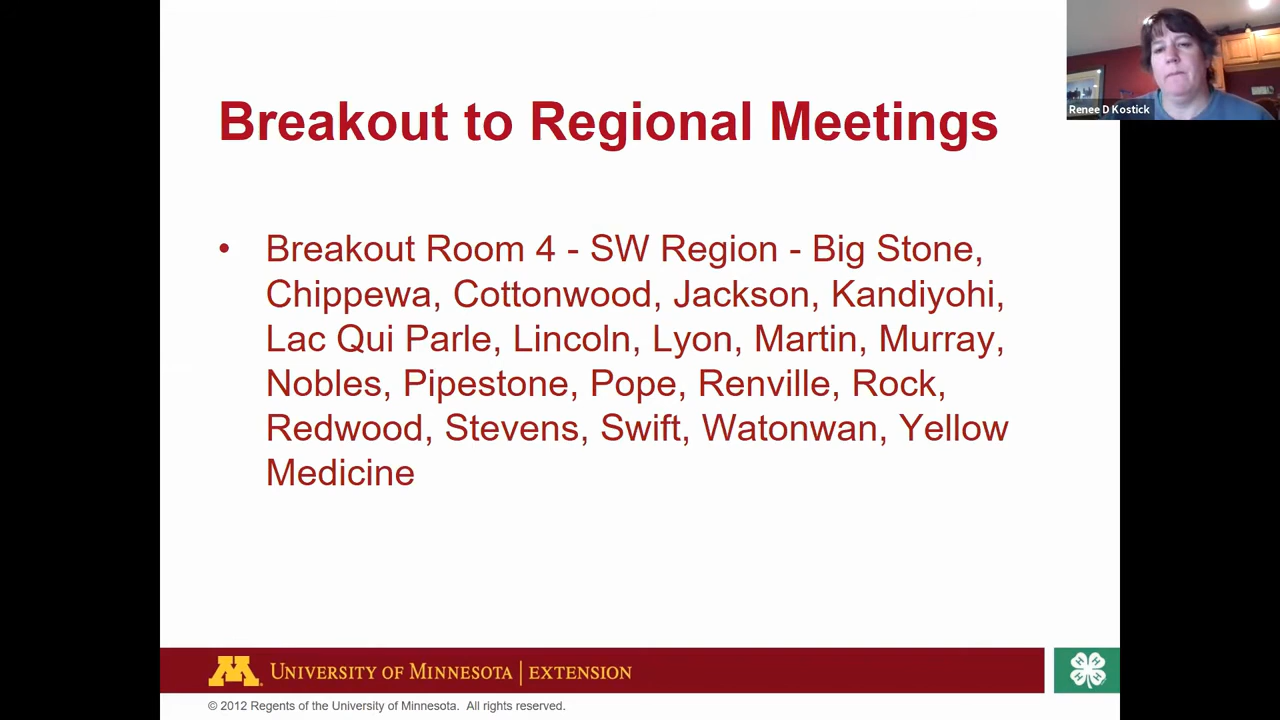 Breakout to Regional Meetings
Renee D Kostick
• Breakout Room 4 - SW Region - Big Stone,
Chippewa, Cottonwood, Jackson, Kandiyohi,
Lac Qui Parle, Lincoln, Lyon, Martin, Murray,
Nobles, Pipestone, Pope, Renville, Rock,
Redwood, Stevens, Swift, Watonwan, Yellow
Medicine
M
UNIVERSITY OF MINNESOTA | EXTENSION
H H H H
© 2012 Regents of the University of Minnesota. All rights reserved.